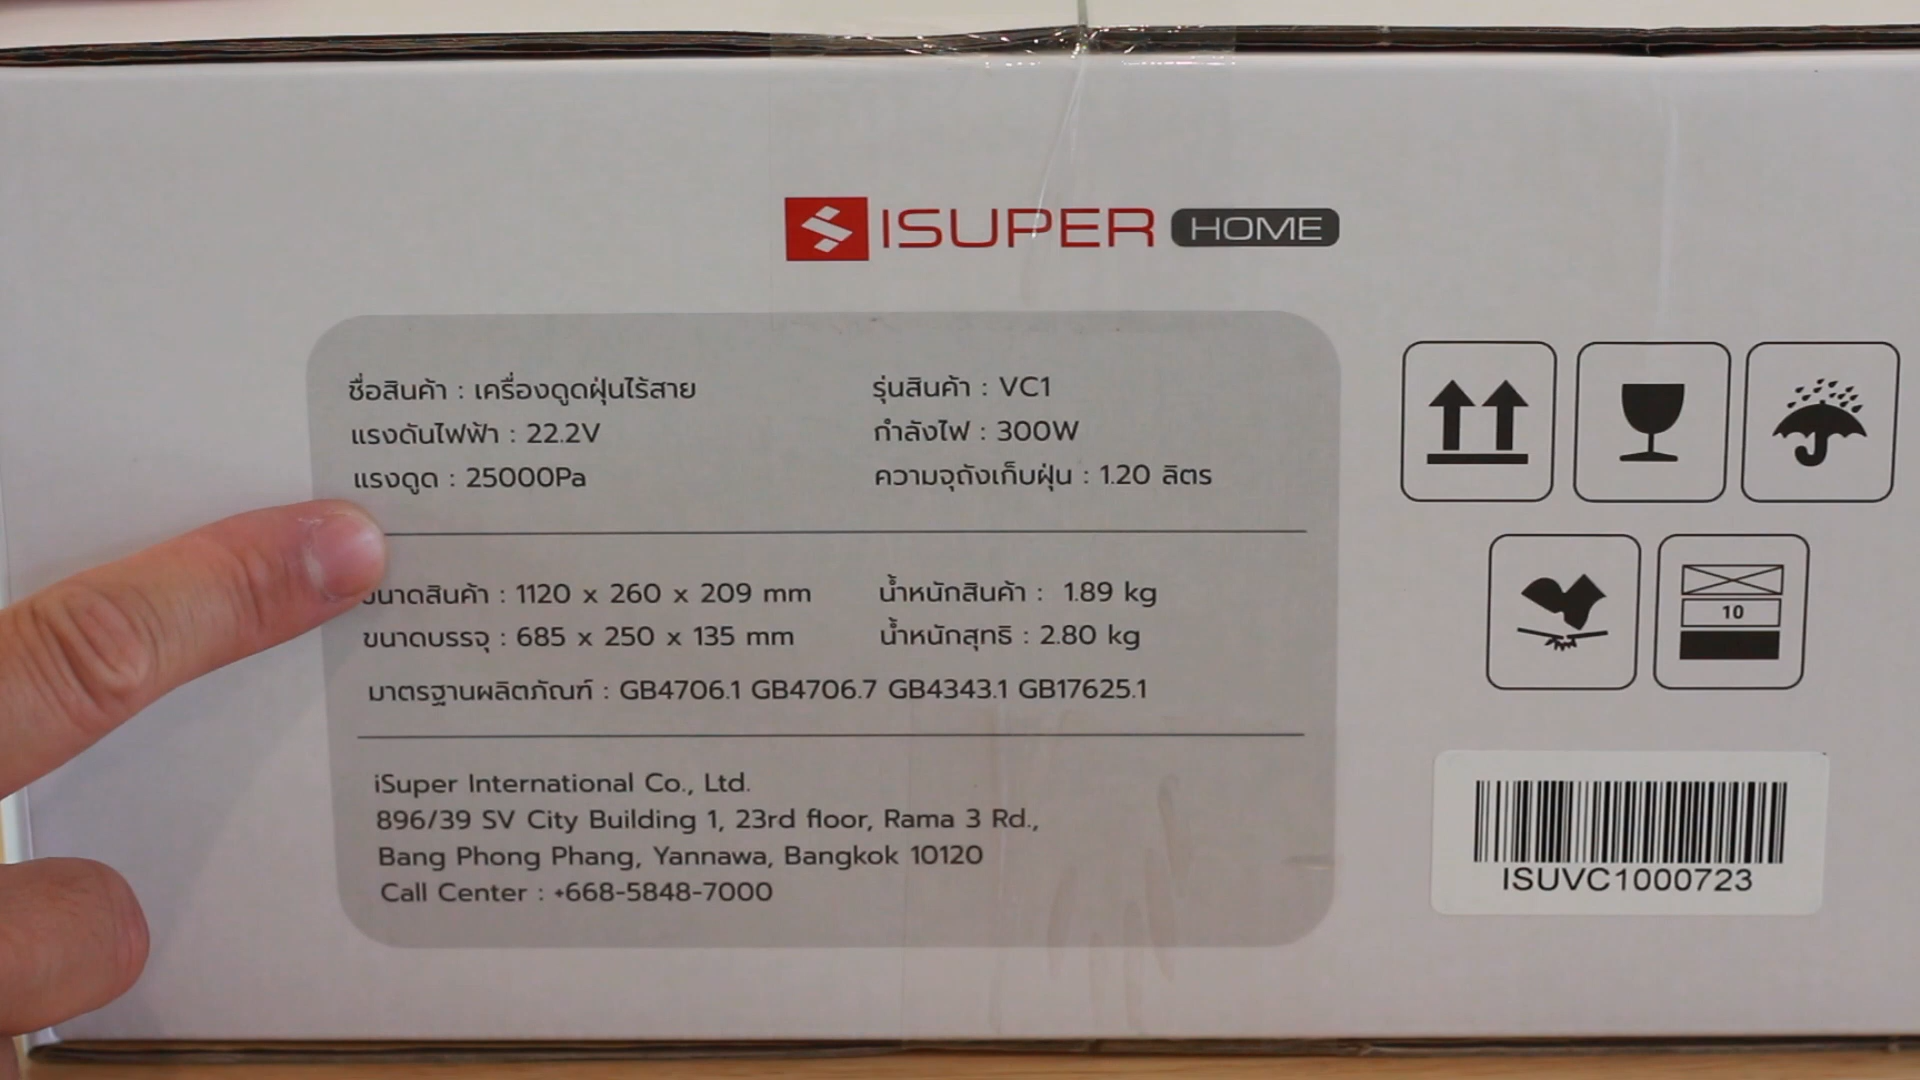 ISUPER HOME
ชื่อสินค้า : เครื่องดูดฝุ่นไร้สาย
รุ่นสินค้า : VC1
แรงดันไฟฟ้า : 22.2V
กำลังไฟ : 300W
แรงดูด : 25000Pa
ความจุถังเก็บฝุ่น : 1.20 ลิตร
ขนาดสินค้า : 1120 x 260 x 209 mm
น้ำหนักสินค้า : 1.89 kg
ขนาดบรรจุ : 685 x 250 x 135 mm
น้ำหนักสุทธิ : 2.80 kg
มาตรฐานผลิตภัณฑ์ : GB4706.1 GB4706.7 GB4343.1 GB17625.1
iSuper International Co., Ltd.
896/39 SV City Building 1, 23rd floor, Rama 3 Rd.,
Bang Phong Phang, Yannawa, Bangkok 10120
Call Center : +668-5848-7000
10
ISUVC1000723